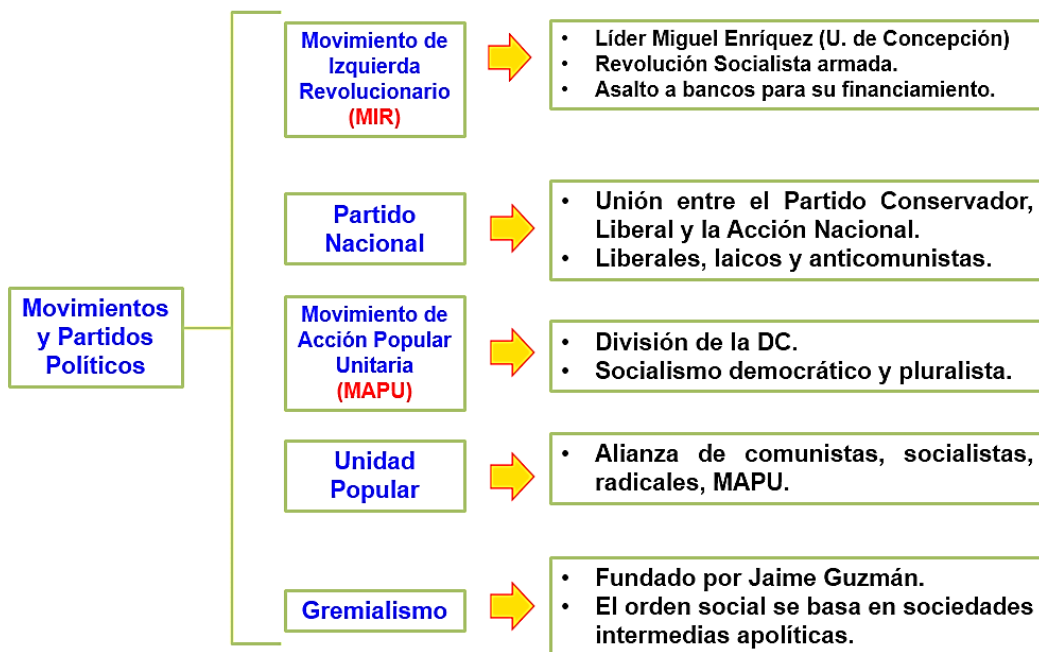 Movimientos
y Partidos
Políticos
Movimiento de
Izquierda
Revolucionario
(MIR)
• Líder Miguel Enríquez (U. de Concepción)
• Revolución Socialista armada.
• Asalto a bancos para su financiamiento.
Partido
Nacional
• Unión entre el Partido Conservador,
Liberal y la Acción Nacional.
• Liberales, laicos y anticomunistas.
Movimiento de
Acción Popular
Unitaria
(MAPU)
• División de la DC.
• Socialismo democrático y pluralista.
Unidad
Popular
• Alianza de comunistas, socialistas,
radicales, MAPU.
Gremialismo
• Fundado por Jaime Guzmán.
• El orden social se basa en sociedades
intermedias apolíticas.